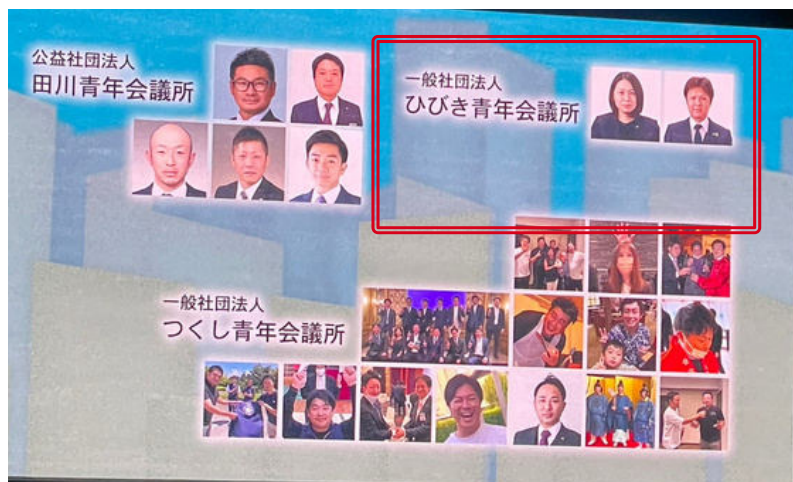 公益社団法人
田川青年会議所
一般社団法人
ひびき青年会議所
一般社団法人
つくし青年会議所